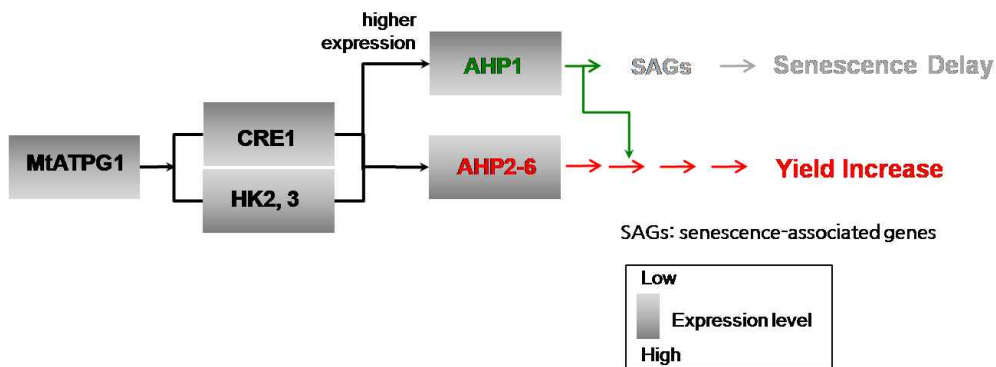 higher
expression
AHP1
SAGs
Senescence Delay
MtATPG1
CRE1
HK2, 3
AHP2-6
Yield Increase
SAGs: senescence-associated genes
Low
Expression level
High